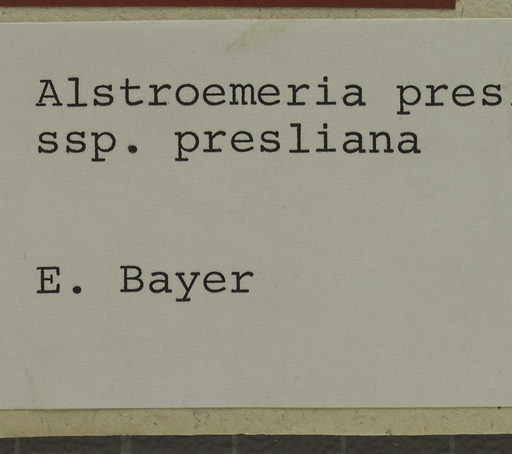 Alstroemeria pres
ssp. presliana
E. Bayer